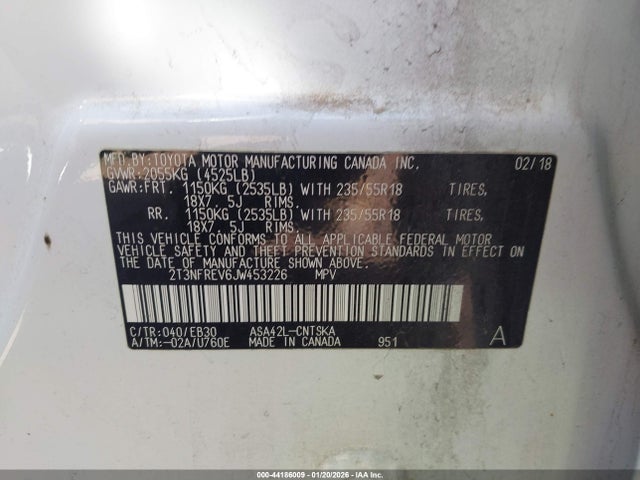 MFD.BY:TOYOTA MOTOR MANUFACTURING CANADA INC. 02/18
GVWR:2055KG (4525LB)
GAWR:FRT. 1150KG (2535LB) WITH 235/55R18 TIRES,
18X7. 5J RIMS,
RR. 1150KG (2535LB) WITH 235/55R18 TIRES,
18X7. 5J RIMS.
THIS VEHICLE CONFORMS TO ALL APPLICABLE FEDERAL MOTOR
VEHICLE SAFETY AND THEFT PREVENTION STANDARDS IN EFFECT ON
THE DATE OF MANUFACTURE SHOWN ABOVE.
2T3NFREV6JW453226 MPV
C/TR:040/EB30 ASA42L-CNTSKA
A/TM:-02A/U760E MADE IN CANADA 951 A
000-44186009 | 01/20/2026 - IAA Inc.